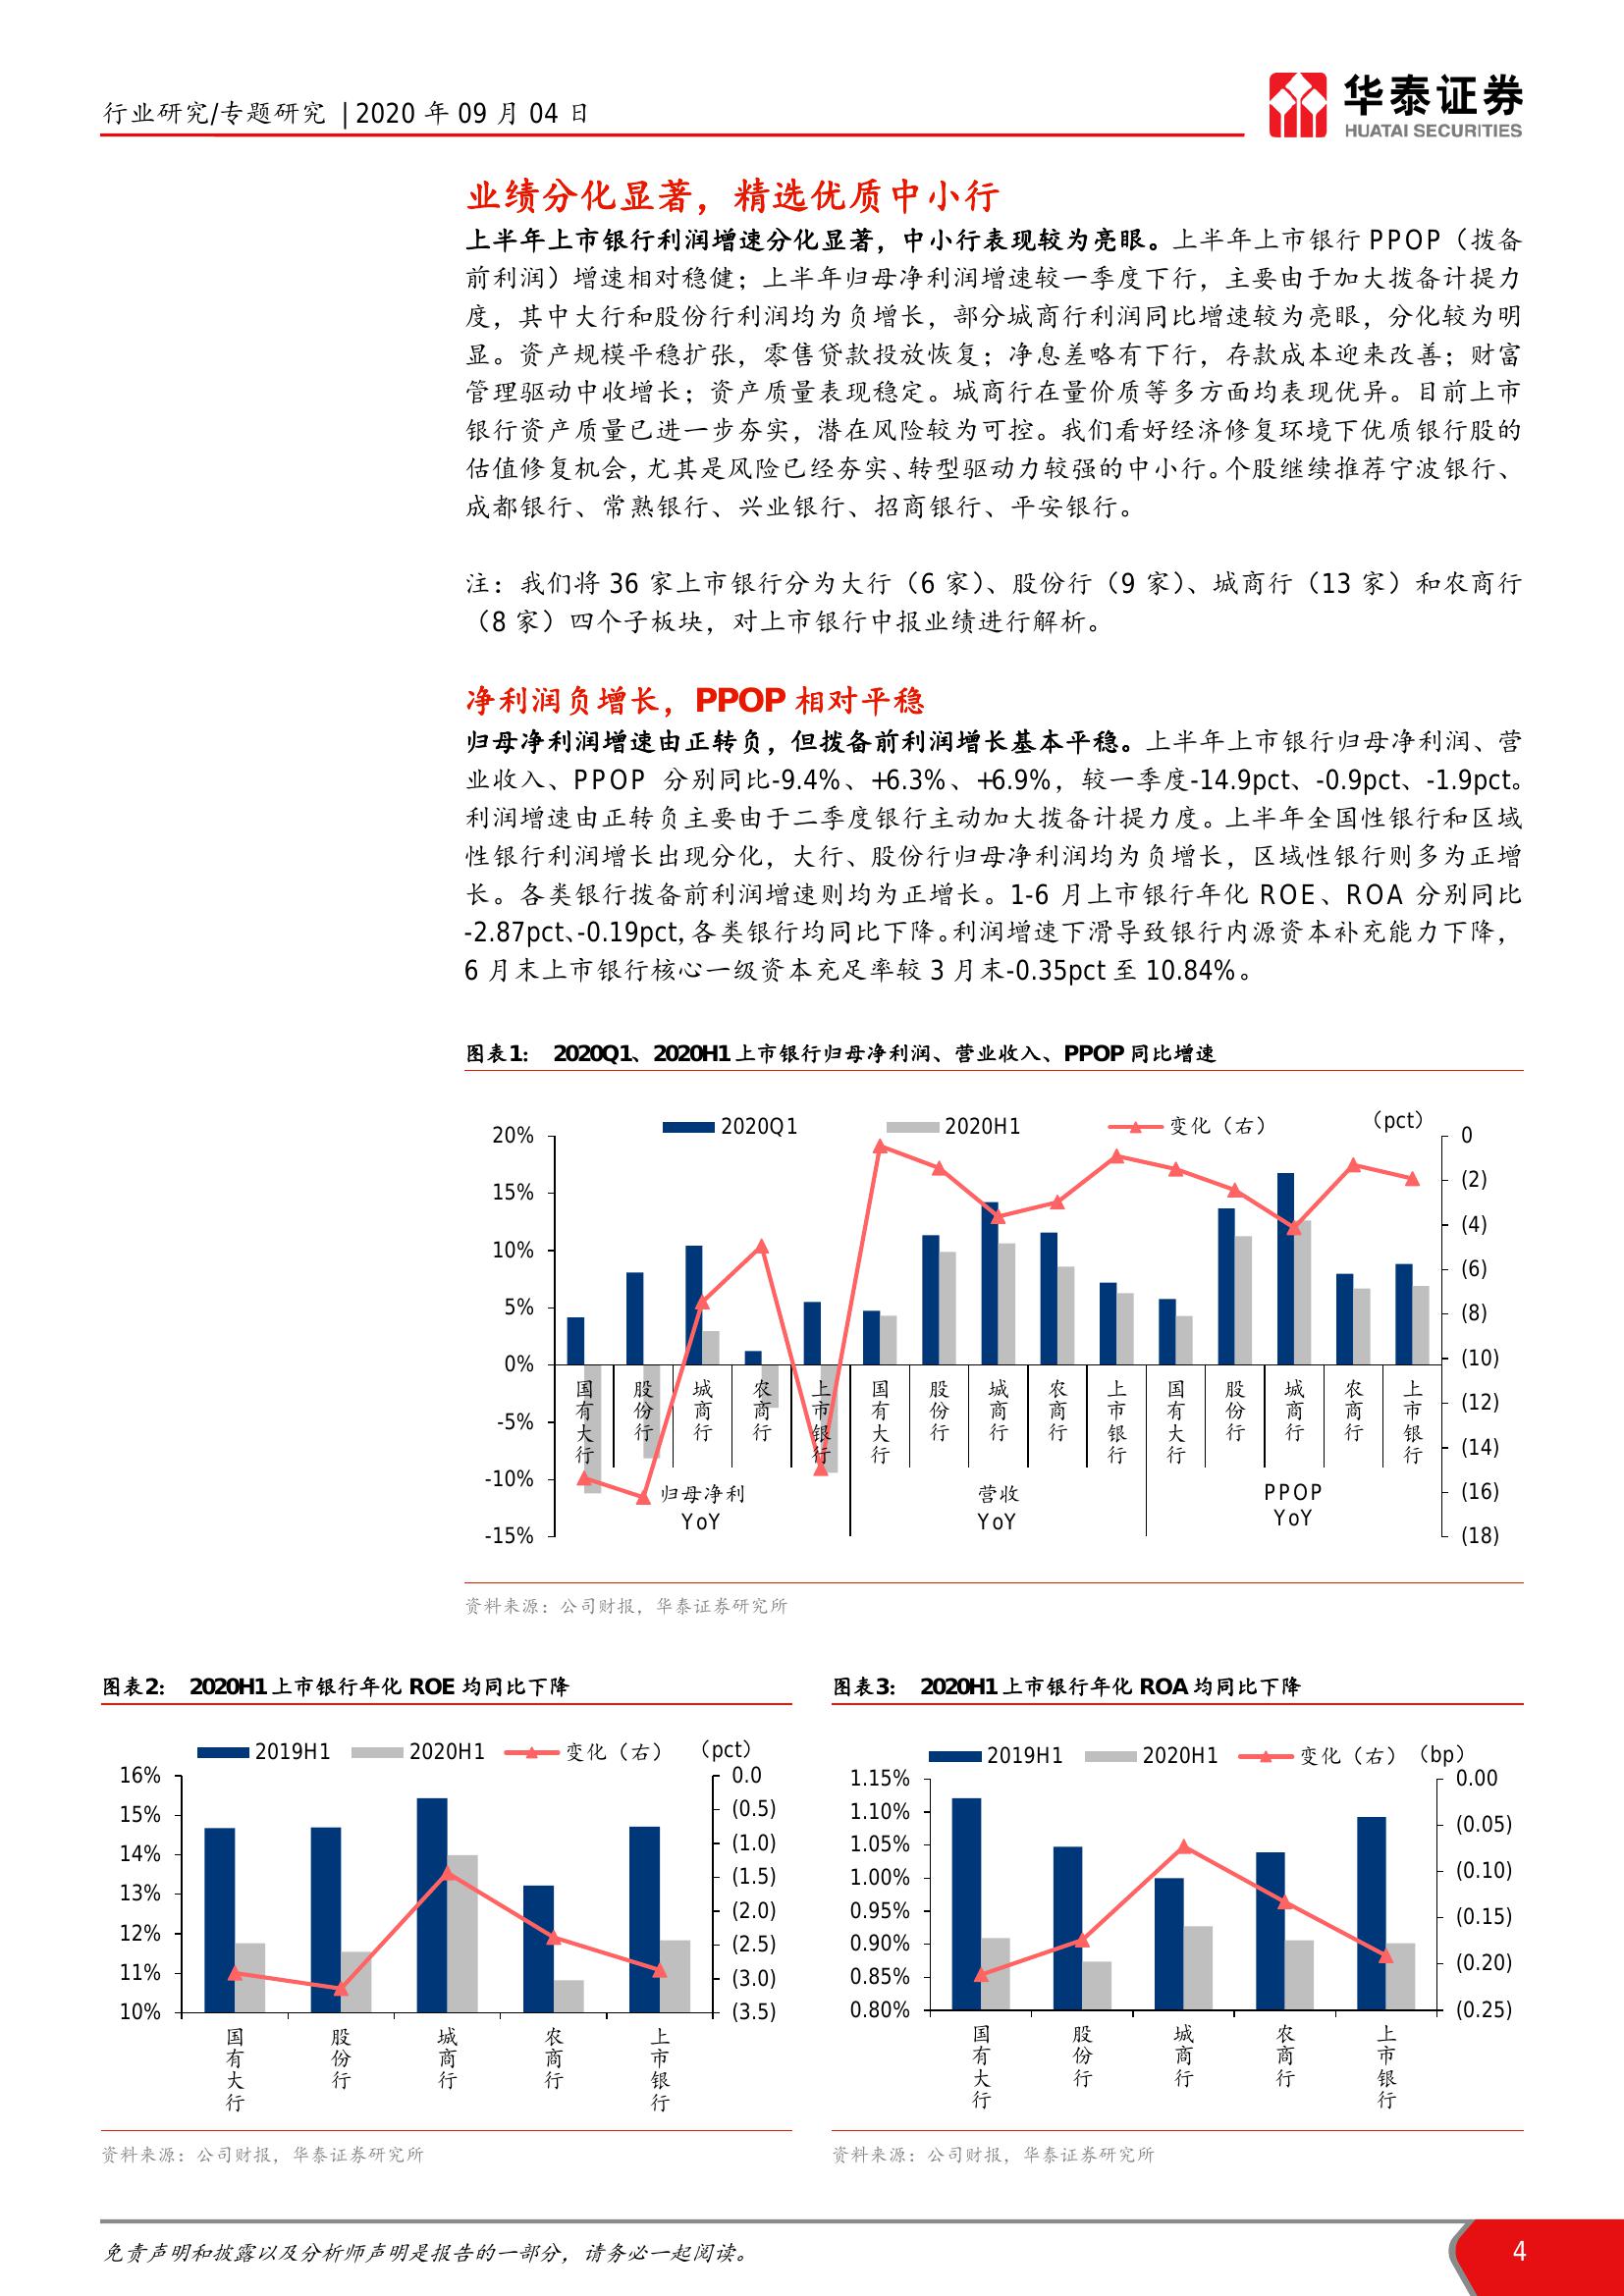 行业研究/专题研究 | 2020 年 09 月 04 日
华泰证券
HUATAI SECURITIES
业绩分化显著，精选优质中小行
上半年上市银行利润增速分化显著，中小行表现较为亮眼。上半年上市银行 PPOP（拨备
前利润）增速相对稳健；上半年归母净利润增速较一季度下行，主要由于加大拨备计提力
度，其中大行和股份行利润均为负增长，部分城商行利润同比增速较为亮眼，分化较为明
显。资产规模平稳扩张，零售贷款投放恢复；净息差略有下行，存款成本迎来改善；财富
管理驱动中收增长；资产质量表现稳定。城商行在量价质等多方面均表现优异。目前上市
银行资产质量已进一步夯实，潜在风险较为可控。我们看好经济修复环境下优质银行股的
估值修复机会，尤其是风险已经夯实、转型驱动力较强的中小行。个股继续推荐宁波银行、
成都银行、常熟银行、兴业银行、招商银行、平安银行。
注：我们将 36 家上市银行分为大行（6 家）、股份行（9 家）、城商行（13 家）和农商行
（8 家）四个子板块，对上市银行中报业绩进行解析。
净利润负增长，PPOP 相对平稳
归母净利润增速由正转负，但拨备前利润增长基本平稳。上半年上市银行归母净利润、营
业收入、PPOP 分别同比-9.4%、+6.3%、+6.9%，较一季度-14.9pct、-0.9pct、-1.9pct。
利润增速由正转负主要由于二季度银行主动加大拨备计提力度。上半年全国性银行和区域
性银行利润增长出现分化，大行、股份行归母净利润均为负增长，区域性银行则多为正增
长。各类银行拨备前利润增速则均为正增长。1-6 月上市银行年化 ROE、ROA 分别同比
-2.87pct、-0.19pct，各类银行均同比下降。利润增速下滑导致银行内源资本补充能力下降，
6 月末上市银行核心一级资本充足率较 3 月末-0.35pct 至 10.84%。
图表1： 2020Q1、2020H1 上市银行归母净利润、营业收入、PPOP 同比增速
2020Q1 2020H1 变化（右） （pct）
20%
15%
10%
5%
0%
-5%
-10%
-15%
0
(2)
(4)
(6)
(8)
(10)
(12)
(14)
(16)
(18)
国有大行 股份行 城商行 农商行 上市银行 国有大行 股份行 城商行 农商行 上市银行 国有大行 股份行 城商行 农商行 上市银行
归母净利 营收 PPOP
YoY YoY YoY
资料来源：公司财报，华泰证券研究所
图表2： 2020H1 上市银行年化 ROE 均同比下降
2019H1 2020H1 变化（右） （pct）
16%
15%
14%
13%
12%
11%
10%
0.0
(0.5)
(1.0)
(1.5)
(2.0)
(2.5)
(3.0)
(3.5)
国有大行 股份行 城商行 农商行 上市银行
资料来源：公司财报，华泰证券研究所
图表3： 2020H1 上市银行年化 ROA 均同比下降
2019H1 2020H1 变化（右） （bp）
1.15%
1.10%
1.05%
1.00%
0.95%
0.90%
0.85%
0.80%
0.00
(0.05)
(0.10)
(0.15)
(0.20)
(0.25)
国有大行 股份行 城商行 农商行 上市银行
资料来源：公司财报，华泰证券研究所
免责声明和披露以及分析师声明是报告的一部分，请务必一起阅读。
4